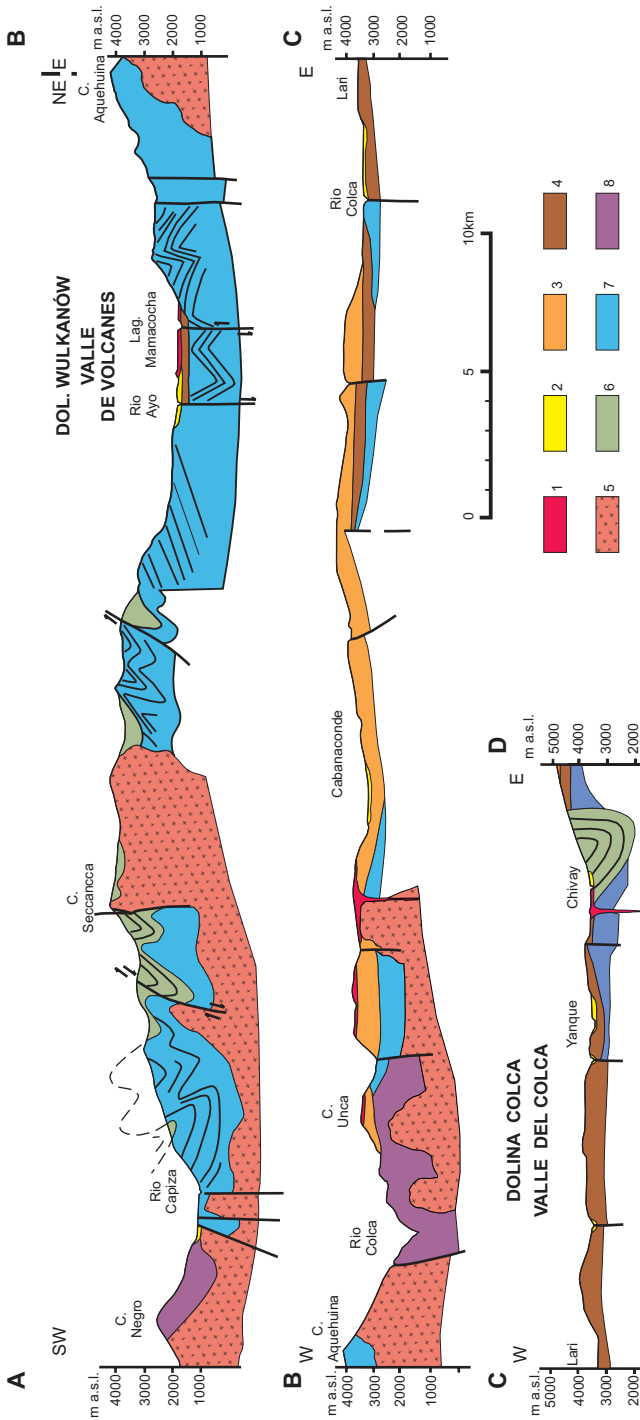 A
SW
B
NE
E
m a.s.l.
4000
3000
2000
1000
C.
Negro
Rio
Capiza
C.
Seccancca
DOL. WULKANÓW
VALLE
DE VOLCANES
Rio
Ayo
Lag.
Mamacocha
C.
Aquehuina
m a.s.l.
4000
3000
2000
1000
B
W
C
E
m a.s.l.
4000
3000
2000
1000
C.
Aquehuina
Rio
Colca
C.
Unca
Cabanaconde
Rio
Colca
Lari
m a.s.l.
4000
3000
2000
1000
C
W
D
E
m a.s.l.
5000
4000
3000
2000
Lari
DOLINA COLCA
VALLE DEL COLCA
Yanque
Chivay
m a.s.l.
5000
4000
3000
2000
0
5
10km
1
2
3
4
5
6
7
8